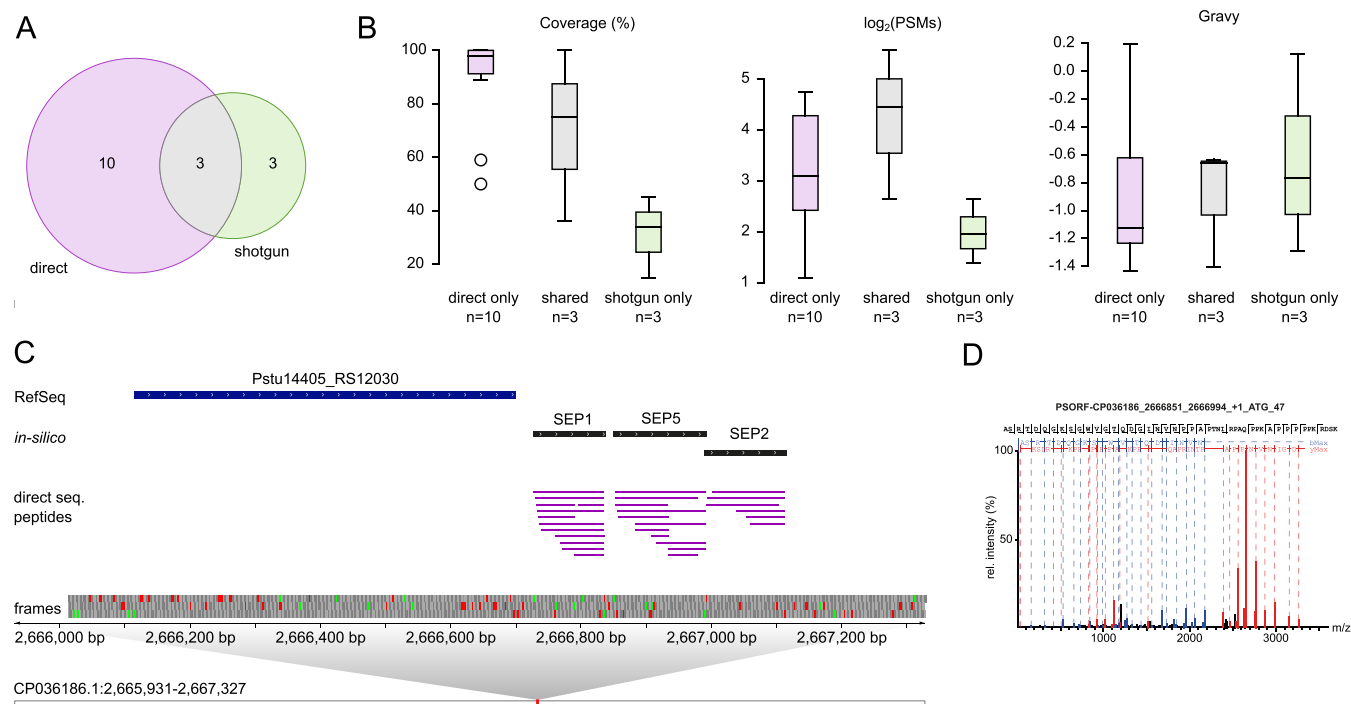 A
10
3
3
direct
shotgun
B
Coverage (%)
100
80
60
40
20
direct only
n=10
shared
n=3
shotgun only
n=3
log2(PSMs)
5
4
3
2
1
direct only
n=10
shared
n=3
shotgun only
n=3
Gravy
0.2
0.0
-0.2
-0.4
-0.6
-0.8
-1.0
-1.2
-1.4
direct only
n=10
shared
n=3
shotgun only
n=3
C
Pstu14405_RS12030
RefSeq
SEP1
SEP5
SEP2
in-silico
direct seq.
peptides
frames
2,666,000 bp
2,666,200 bp
2,666,400 bp
2,666,600 bp
2,666,800 bp
2,667,000 bp
2,667,200 bp
CP036186.1:2,665,931-2,667,327
D
PSORF-CP036186_2666851_2666994_+1_ATG_47
bMax
yMax
100
50
rel. intensity (%)
1000
2000
3000
m/z